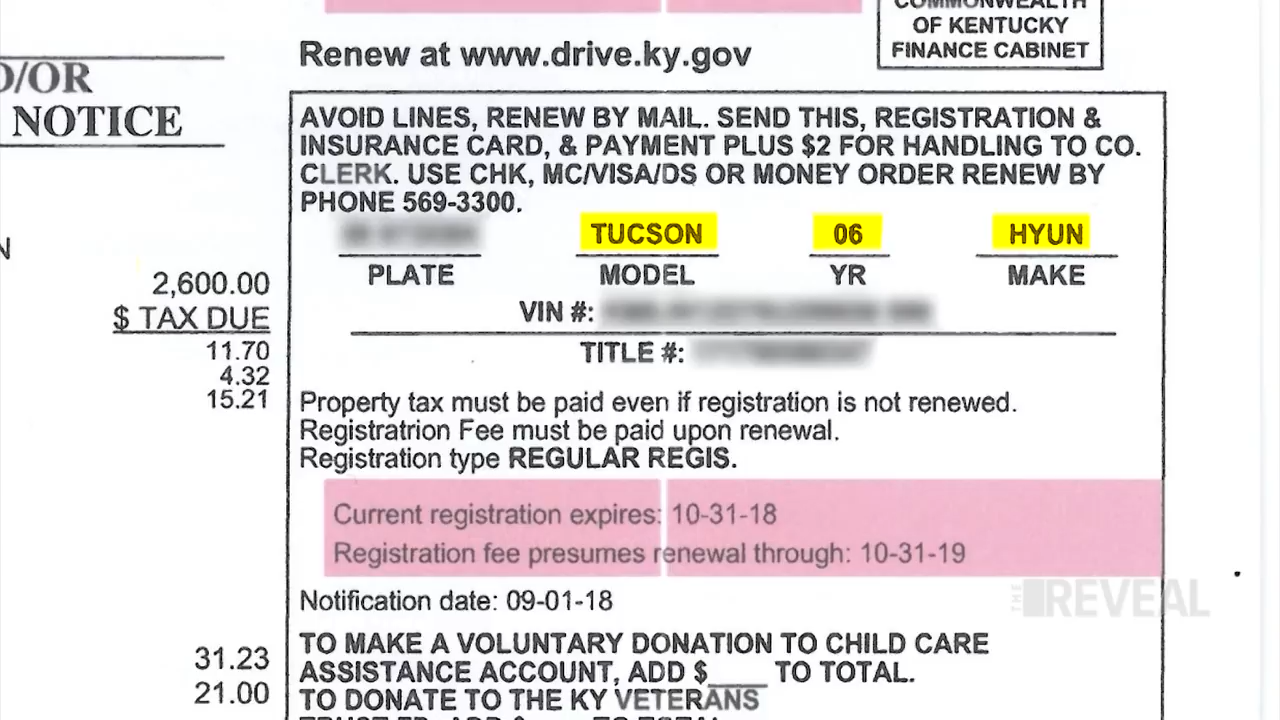 COMMONWEALTH
OF KENTUCKY
FINANCE CABINET
Renew at www.drive.ky.gov
D/OR
NOTICE
AVOID LINES, RENEW BY MAIL. SEND THIS, REGISTRATION &
INSURANCE CARD, & PAYMENT PLUS $2 FOR HANDLING TO CO.
CLERK. USE CHK, MC/VISA/DS OR MONEY ORDER RENEW BY
PHONE 569-3300.
TUCSON 06 HYUN
PLATE MODEL YR MAKE
N
2,600.00
$ TAX DUE
11.70
4.32
15.21
VIN #:
TITLE #:
Property tax must be paid even if registration is not renewed.
Registratrion Fee must be paid upon renewal.
Registration type REGULAR REGIS.
Current registration expires: 10-31-18
Registration fee presumes renewal through: 10-31-19
Notification date: 09-01-18
THE REVEAL
31.23
21.00
TO MAKE A VOLUNTARY DONATION TO CHILD CARE
ASSISTANCE ACCOUNT, ADD $____ TO TOTAL.
TO DONATE TO THE KY VETERANS